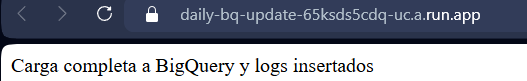 daily-bq-update-65ksds5cdq-uc.a.run.app
Carga completa a BigQuery y logs insertados